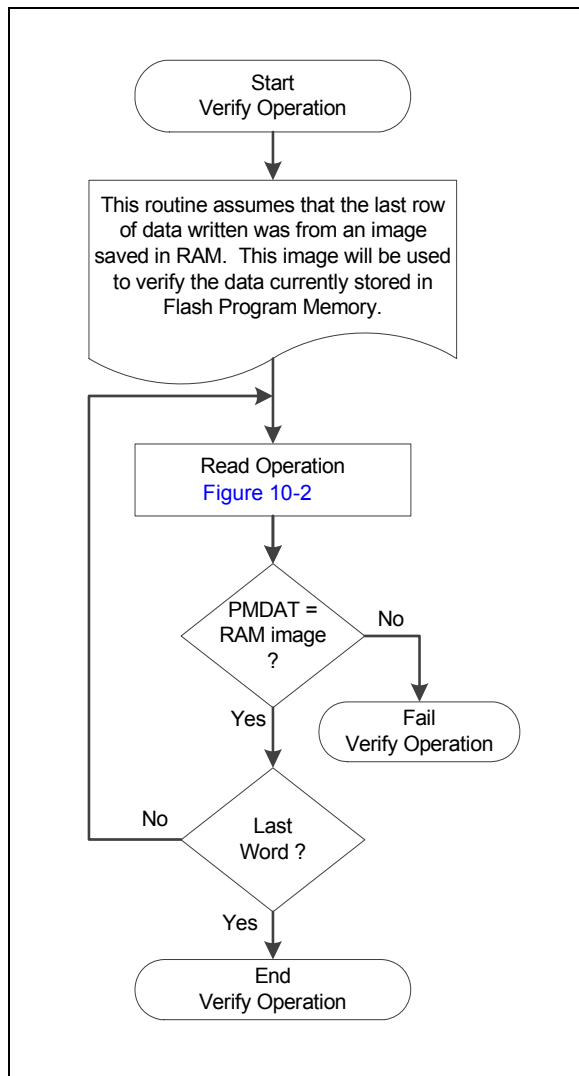 Start
Verify Operation
This routine assumes that the last row
of data written was from an image
saved in RAM.  This image will be used
to verify the data currently stored in
Flash Program Memory.
Read Operation
Figure 10-2
PMDAT =
RAM image
?
No
Yes
Fail
Verify Operation
No
Last
Word ?
Yes
End
Verify Operation